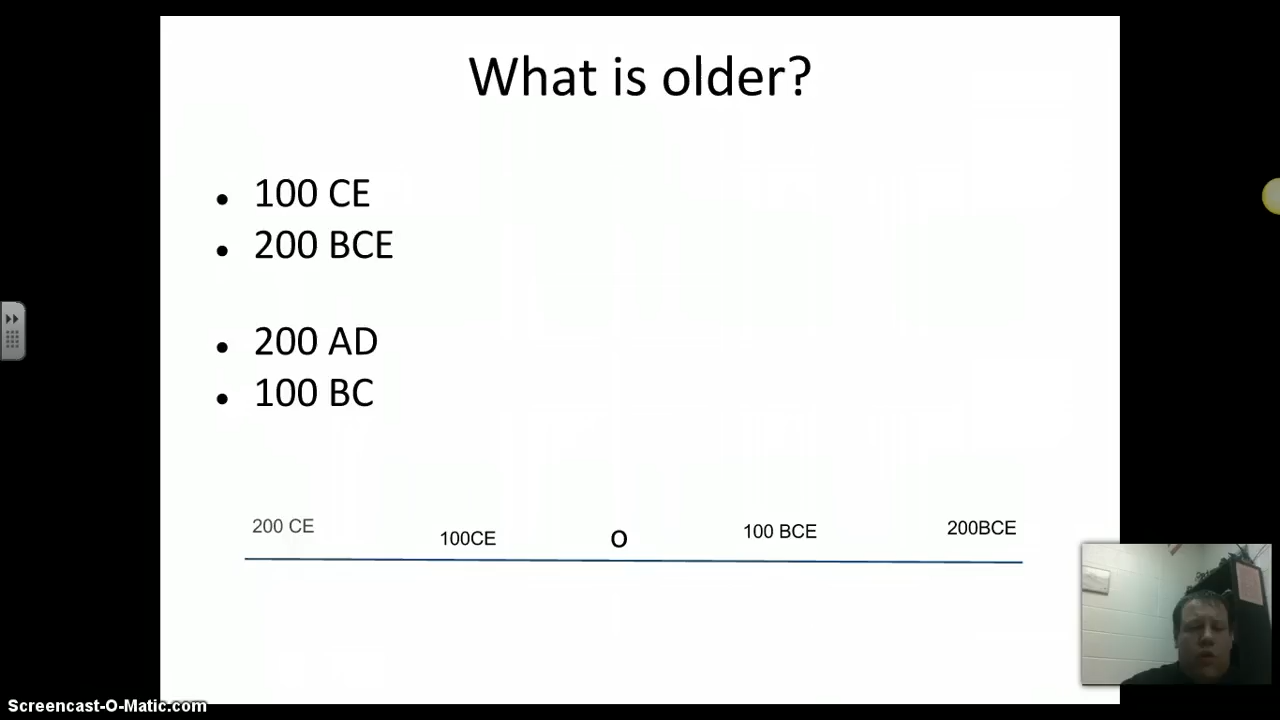 What is older?
100 CE
200 BCE
200 AD
100 BC
200 CE 100CE 0 100 BCE 200BCE
Screencast-O-Matic.com